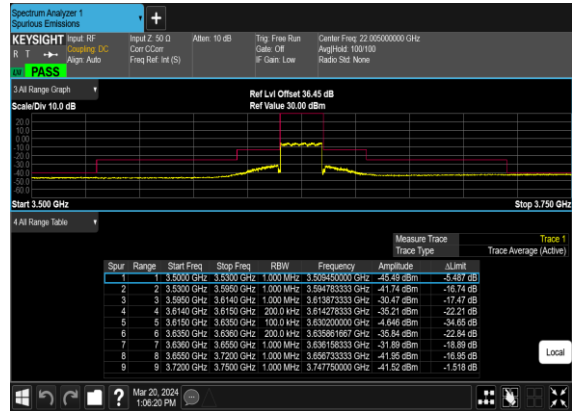 Spectrum Analyzer 1
Spurious Emissions
KEYSIGHT Input: RF Input Z: 50 Ω Atten: 10 dB Trig: Free Run Center Freq: 22.005000000 GHz
R T Coupling: DC Corr CCorr Gate: Off Avg|Hold: 100/100
Align: Auto Freq Ref: Int (S) IF Gain: Low Radio Std: None
LW PASS
3 All Range Graph
Ref Lvl Offset 36.45 dB
Scale/Div 10.0 dB Ref Value 30.00 dBm
20.0
10.0
0.00
-10.0
-20.0
-30.0
-40.0
-50.0
-60.0
Start 3.500 GHz Stop 3.750 GHz
4 All Range Table
Measure Trace Trace 1
Trace Type Trace Average (Active)
Spur Range Start Freq Stop Freq RBW Frequency Amplitude ΔLimit
1 1 3.5000 GHz 3.5300 GHz 1.000 MHz 3.509450000 GHz -45.49 dBm -5.487 dB
2 2 3.5300 GHz 3.5950 GHz 1.000 MHz 3.594783333 GHz -41.74 dBm -16.74 dB
3 3 3.5950 GHz 3.6140 GHz 1.000 MHz 3.613873333 GHz -30.47 dBm -17.47 dB
4 4 3.6140 GHz 3.6150 GHz 200.0 kHz 3.614278333 GHz -35.21 dBm -22.21 dB
5 5 3.6150 GHz 3.6350 GHz 100.0 kHz 3.630200000 GHz -4.646 dBm -34.65 dB
6 6 3.6350 GHz 3.6360 GHz 200.0 kHz 3.635861667 GHz -35.84 dBm -22.84 dB
7 7 3.6360 GHz 3.6550 GHz 1.000 MHz 3.636158333 GHz -31.89 dBm -18.89 dB
8 8 3.6550 GHz 3.7200 GHz 1.000 MHz 3.656733333 GHz -41.95 dBm -16.95 dB
9 9 3.7200 GHz 3.7500 GHz 1.000 MHz 3.747750000 GHz -41.52 dBm -1.518 dB
Local
Mar 20, 2024
1:06:20 PM